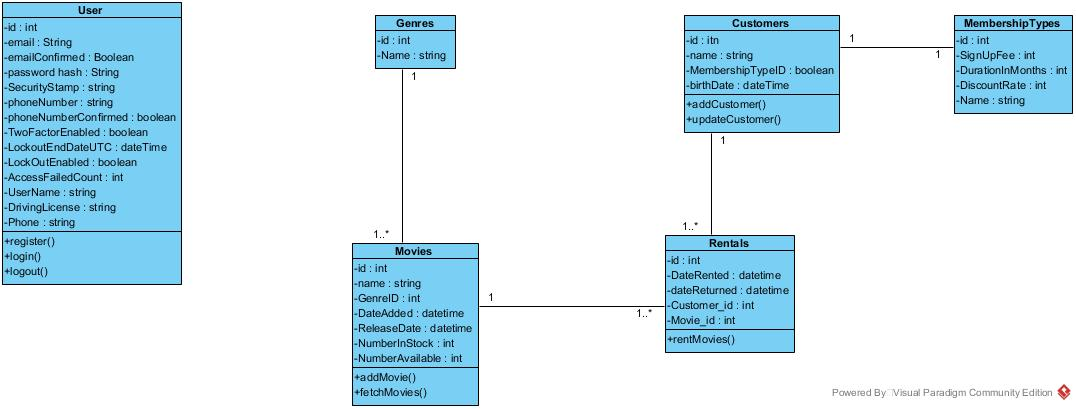 User
-id : int
-email : String
-emailConfirmed : Boolean
-password hash : String
-SecurityStamp : string
-phoneNumber : string
-phoneNumberConfirmed : boolean
-TwoFactorEnabled : boolean
-LockoutEndDateUTC : dateTime
-LockOutEnabled : boolean
-AccessFailedCount : int
-UserName : string
-DrivingLicense : string
-Phone : string
+register()
+login()
+logout()
Genres
-id : int
-Name : string
1
1..*
Movies
-id : int
-name : string
-GenreID : int
-DateAdded : datetime
-ReleaseDate : datetime
-NumberInStock : int
-NumberAvailable : int
+addMovie()
+fetchMovies()
1
1..*
Customers
-id : itn
-name : string
-MembershipTypeID : boolean
-birthDate : dateTime
+addCustomer()
+updateCustomer()
1
1
MembershipTypes
-id : int
-SignUpFee : int
-DurationInMonths : int
-DiscountRate : int
-Name : string
1
1..*
Rentals
-id : int
-DateRented : datetime
-dateReturned : datetime
-Customer_id : int
-Movie_id : int
+rentMovies()
Powered By Visual Paradigm Community Edition